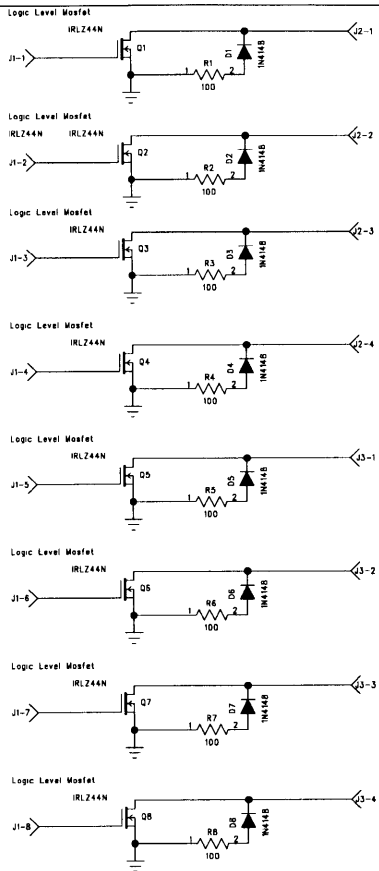 Logic Level Mosfet
IRLZ44N
J1-1
Q1
1
R1
2
100
D1
1N4148
J2-1
Logic Level Mosfet
IRLZ44N IRLZ44N
J1-2
Q2
1
R2
2
100
D2
1N4148
J2-2
Logic Level Mosfet
IRLZ44N
J1-3
Q3
1
R3
2
100
D3
1N4148
J2-3
Logic Level Mosfet
IRLZ44N
J1-4
Q4
1
R4
2
100
D4
1N4148
J2-4
Logic Level Mosfet
IRLZ44N
J1-5
Q5
1
R5
2
100
D5
1N4148
J3-1
Logic Level Mosfet
IRLZ44N
J1-6
Q6
1
R6
2
100
D6
1N4148
J3-2
Logic Level Mosfet
IRLZ44N
J1-7
Q7
1
R7
2
100
D7
1N4148
J3-3
Logic Level Mosfet
IRLZ44N
J1-8
Q8
1
R8
2
100
D8
1N4148
J3-4